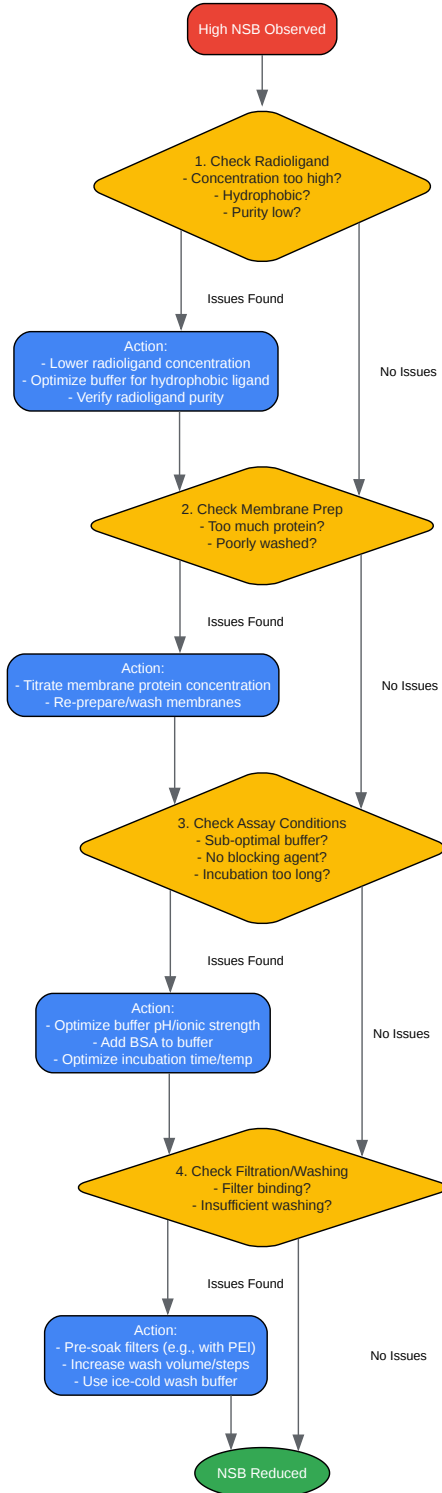 High NSB Observed
1. Check Radioligand
- Concentration too high?
- Hydrophobic?
- Purity low?
Issues Found
No Issues
Action:
- Lower radioligand concentration
- Optimize buffer for hydrophobic ligand
- Verify radioligand purity
2. Check Membrane Prep
- Too much protein?
- Poorly washed?
Issues Found
No Issues
Action:
- Titrate membrane protein concentration
- Re-prepare/wash membranes
3. Check Assay Conditions
- Sub-optimal buffer?
- No blocking agent?
- Incubation too long?
Issues Found
No Issues
Action:
- Optimize buffer pH/ionic strength
- Add BSA to buffer
- Optimize incubation time/temp
4. Check Filtration/Washing
- Filter binding?
- Insufficient washing?
Issues Found
No Issues
Action:
- Pre-soak filters (e.g., with PEI)
- Increase wash volume/steps
- Use ice-cold wash buffer
NSB Reduced